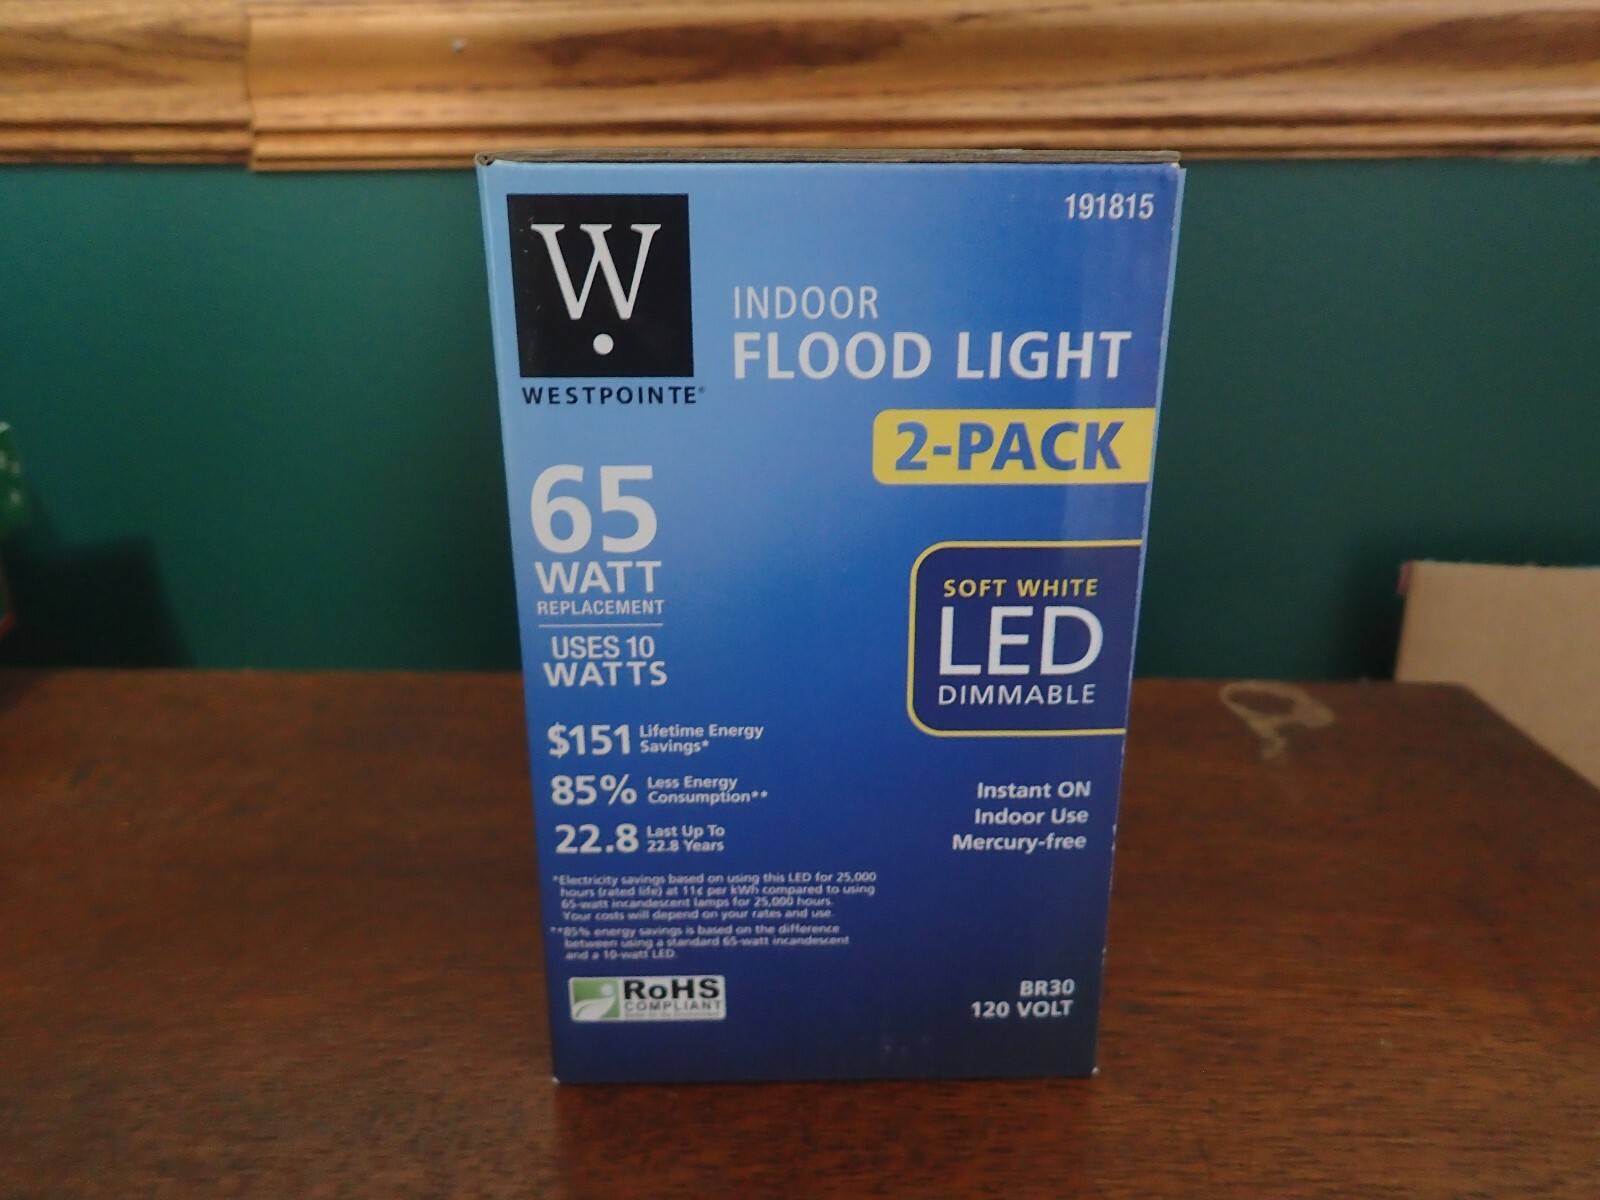 191815
W
WESTPOINTE®
INDOOR
FLOOD LIGHT
2-PACK
65
WATT
REPLACEMENT
USES 10
WATTS
SOFT WHITE
LED
DIMMABLE
$151 Lifetime Energy
Savings*
85% Less Energy
Consumption**
22.8 Last Up To
22.8 Years
Instant ON
Indoor Use
Mercury-free
*Electricity savings based on using this LED for 25,000
hours (rated life) at 11¢ per kWh compared to using
65-watt incandescent lamps for 25,000 hours.
Your costs will depend on your rates and use.
**85% energy savings is based on the difference
between using a standard 65-watt incandescent
and a 10-watt LED.
RoHS
COMPLIANT
BR30
120 VOLT